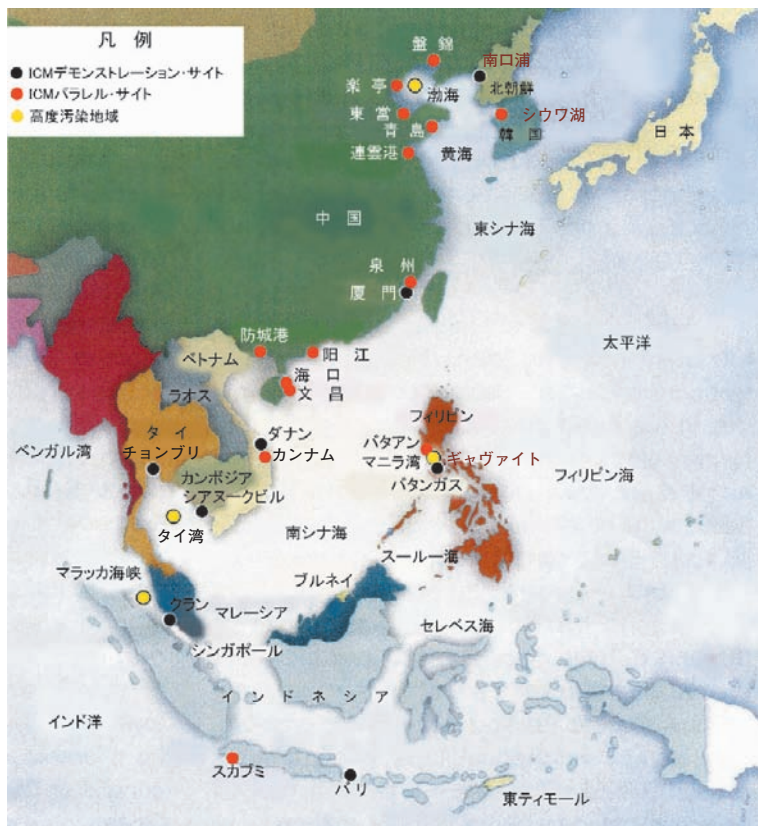 凡例
ICMデモンストレーション・サイト
ICMパラレル・サイト
高度汚染地域
盤錦
南口浦
楽亭
渤海
北朝鮮
東営
シウワ湖
青島
韓国
日本
連雲港
黄海
中国
東シナ海
泉州
厦門
防城港
阳江
太平洋
ベトナム
海口
文昌
ラオス
フィリピン
タイ
ダナン
バタアン
ベンガル湾
チョンブリ
カンナム
マニラ湾
ギャヴァイト
カンボジア
バタンガス
フィリピン海
シアヌークビル
タイ湾
南シナ海
スールー海
マラッカ海峡
ブルネイ
クラン
マレーシア
セレベス海
シンガポール
インドネシア
インド洋
スカブミ
バリ
東ティモール